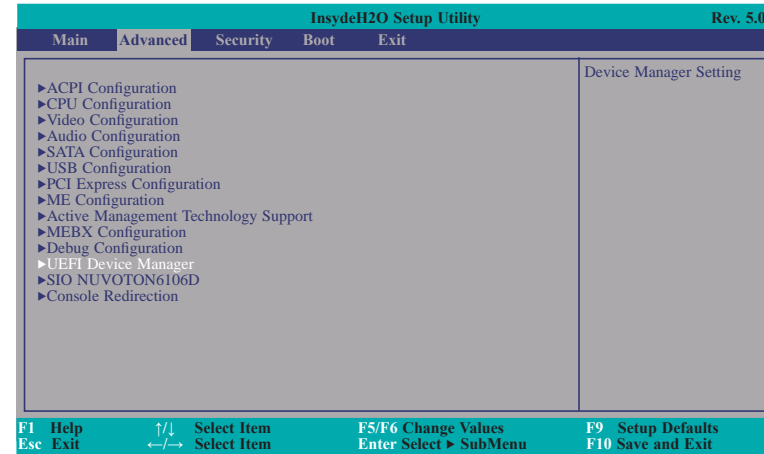 InsydeH2O Setup Utility Rev. 5.0
Main Advanced Security Boot Exit
Device Manager Setting
►ACPI Configuration
►CPU Configuration
►Video Configuration
►Audio Configuration
►SATA Configuration
►USB Configuration
►PCI Express Configuration
►ME Configuration
►Active Management Technology Support
►MEBX Configuration
►Debug Configuration
►UEFI Device Manager
►SIO NUVOTON6106D
►Console Redirection
F1 Help ↑/↓ Select Item F5/F6 Change Values F9 Setup Defaults
Esc Exit ←/→ Select Item Enter Select ► SubMenu F10 Save and Exit